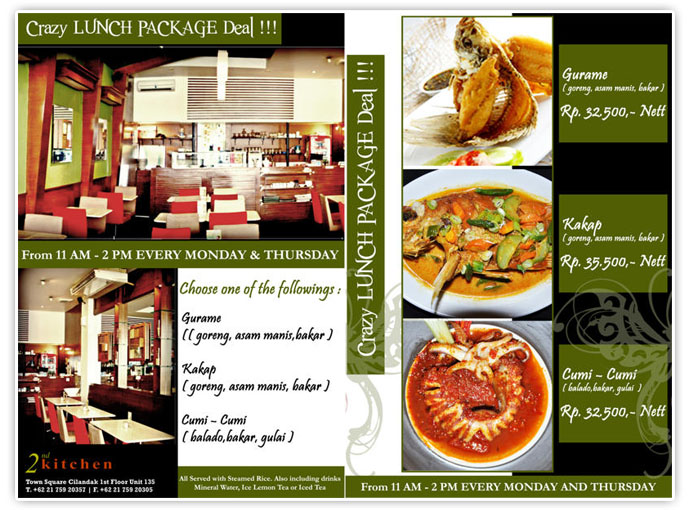 Crazy LUNCH PACKAGE Deal !!!
From 11 AM - 2 PM EVERY MONDAY & THURSDAY
Choose one of the followings :
Gurame
( ( goreng, asam manis,bakar )
Kakap
( goreng, asam manis, bakar )
Cumi ~ Cumi
( balado,bakar, gulai )
2nd kitchen
Town Square Cilandak 1st Floor Unit 135
T. +62 21 759 20357 | F. +62 21 759 20305
All Served with Steamed Rice. Also including drinks
Mineral Water, Ice Lemon Tea or Iced Tea
Crazy LUNCH PACKAGE Deal !!!
Gurame
( goreng, asam manis, bakar )
Rp. 32.500,- Nett
Kakap
( goreng, asam manis, bakar )
Rp. 35.500,- Nett
Cumi ~ Cumi
( balado,bakar, gulai )
Rp. 32.500,- Nett
From 11 AM - 2 PM EVERY MONDAY AND THURSDAY